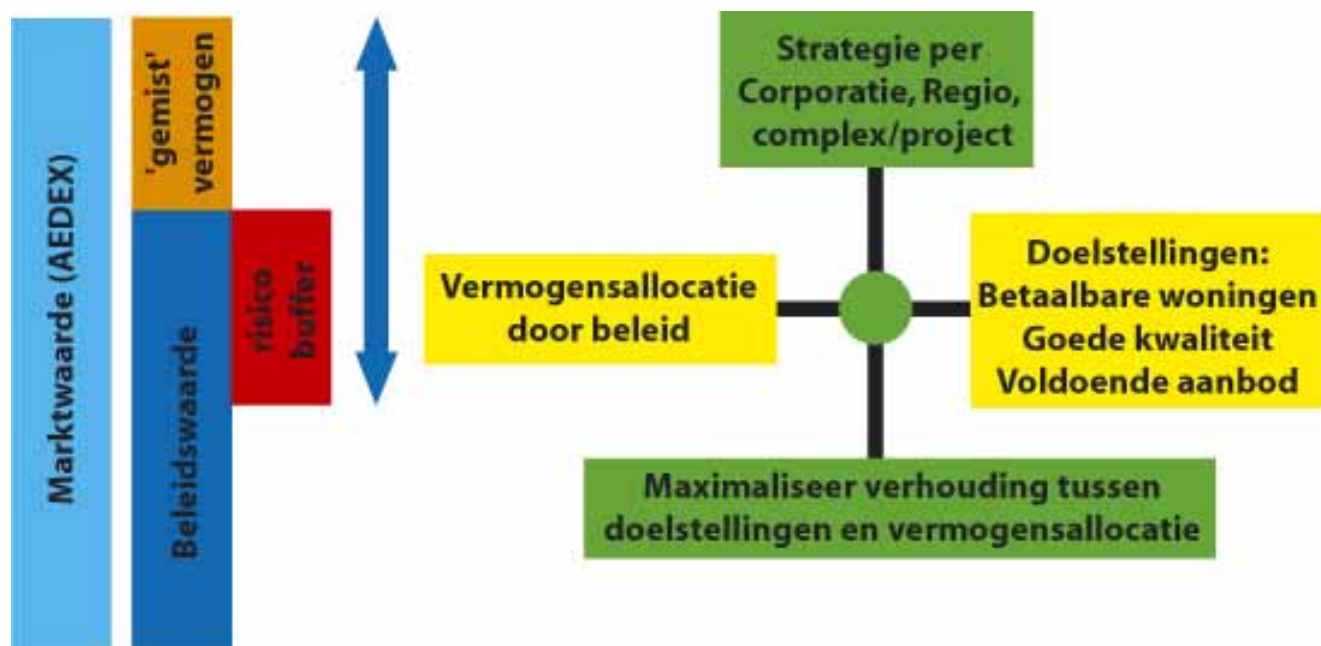 Marktwaarde (AEDEX)
'gemist'
vermogen
Beleidswaarde
risico
buffer
Strategie per
Corporatie, Regio,
complex/project
Vermogensallocatie
door beleid
Doelstellingen:
Betaalbare woningen
Goede kwaliteit
Voldoende aanbod
Maximaliseer verhouding tussen
doelstellingen en vermogensallocatie